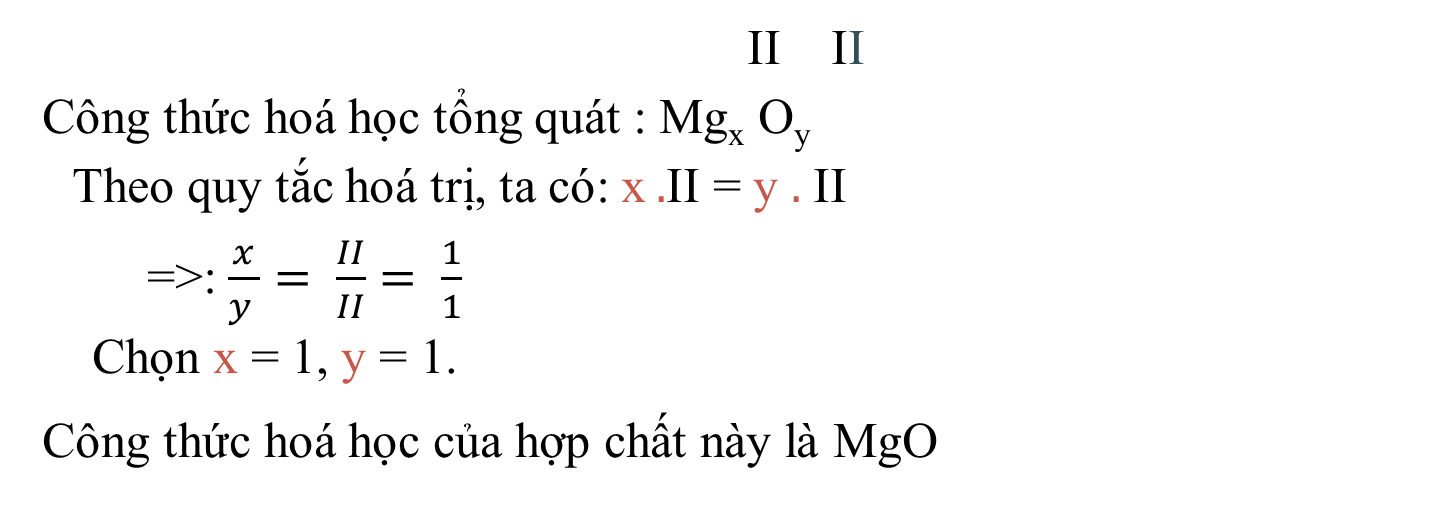 II II
Công thức hoá học tổng quát : Mgₓ Oᵧ
Theo quy tắc hoá trị, ta có: x .II = y . II
=>: x/y = II/II = 1/1
Chọn x = 1, y = 1.
Công thức hoá học của hợp chất này là MgO